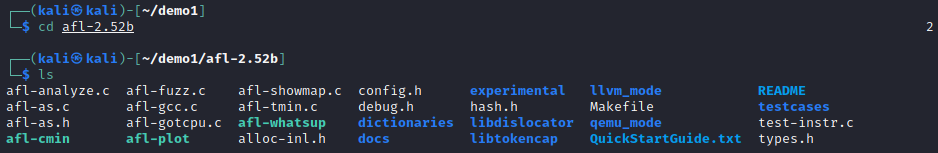 ┌──(kali㉿kali)-[~/demo1]
└─$ cd afl-2.52b 2
┌──(kali㉿kali)-[~/demo1/afl-2.52b]
└─$ ls
afl-analyze.c afl-fuzz.c afl-showmap.c config.h experimental llvm_mode README
afl-as.c afl-gcc.c afl-tmin.c debug.h hash.h Makefile testcases
afl-as.h afl-gotcpu.c afl-whatsup dictionaries libdislocator qemu_mode test-instr.c
afl-cmin afl-plot alloc-inl.h docs libtokencap QuickStartGuide.txt types.h